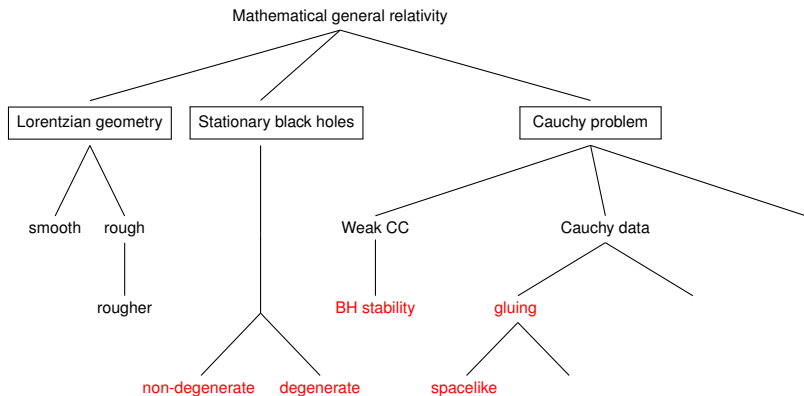 Mathematical general relativity
Lorentzian geometry
Stationary black holes
Cauchy problem
smooth
rough
Weak CC
Cauchy data
rougher
BH stability
gluing
non-degenerate
degenerate
spacelike